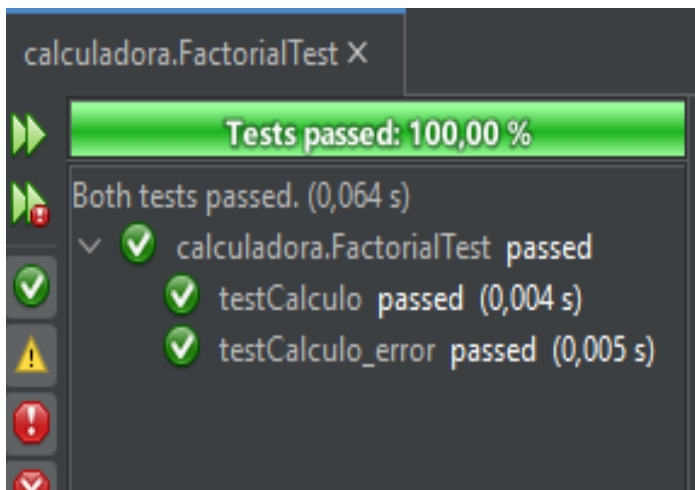 calculadora.FactorialTest ×
Tests passed: 100,00 %
Both tests passed. (0,064 s)
calculadora.FactorialTest passed
testCalculo passed (0,004 s)
testCalculo_error passed (0,005 s)